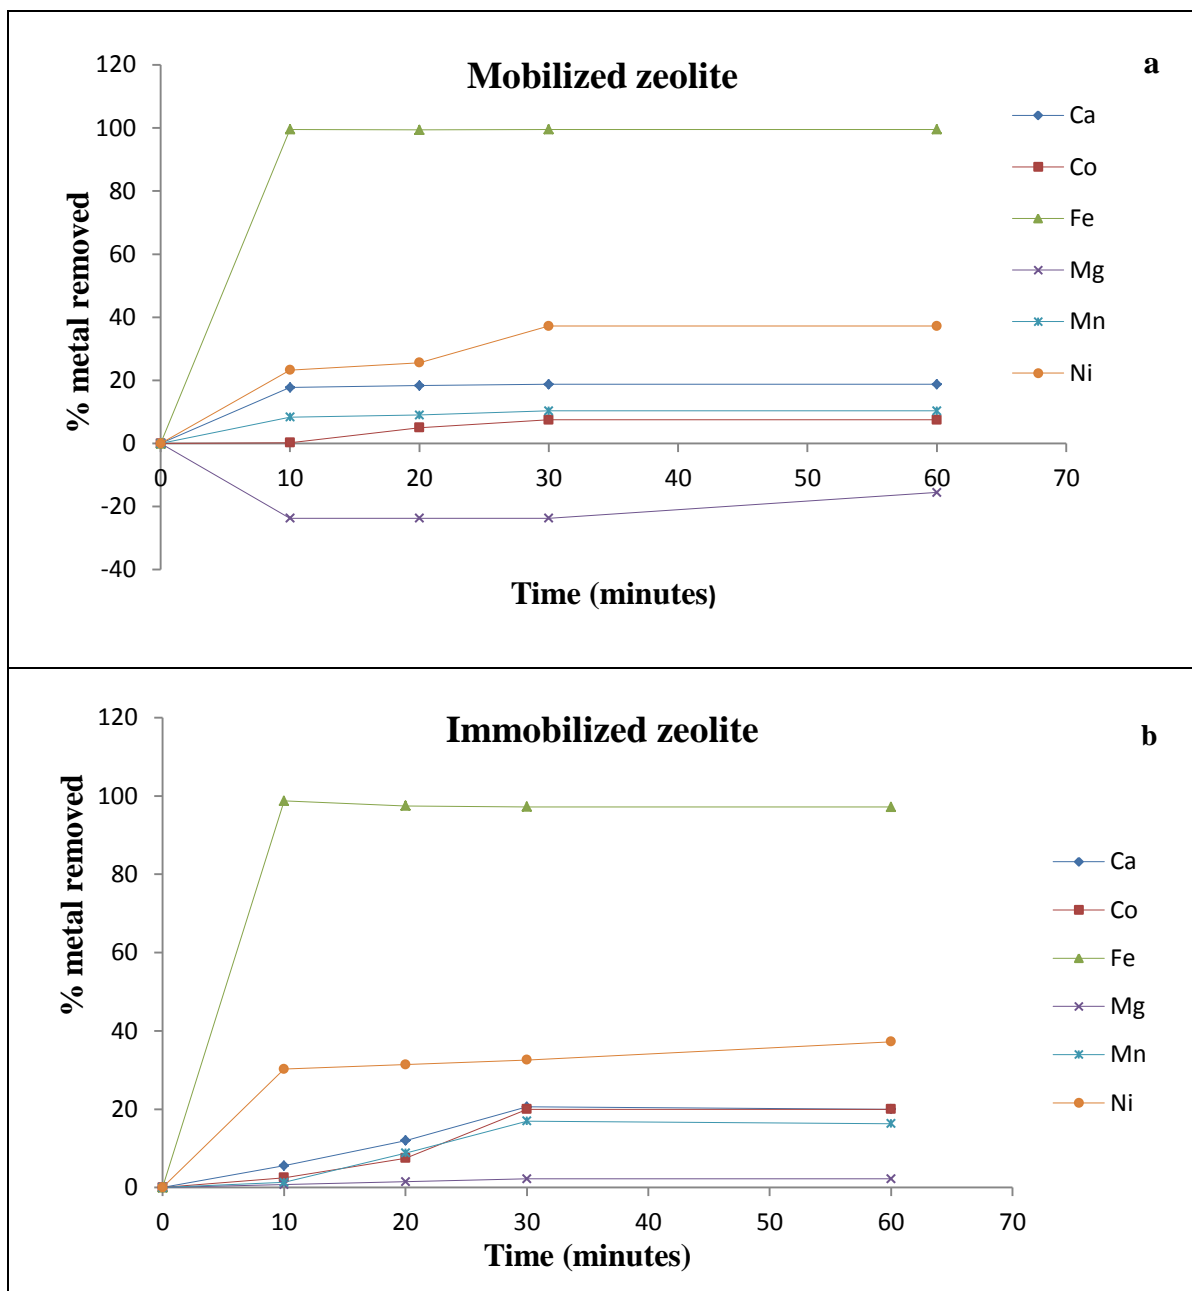 Mobilized zeolite
a
120
100
80
60
40
20
0
-20
-40
% metal removed
0 10 20 30 40 50 60 70
Time (minutes)
Ca
Co
Fe
Mg
Mn
Ni
Immobilized zeolite
b
120
100
80
60
40
20
0
% metal removed
0 10 20 30 40 50 60 70
Time (minutes)
Ca
Co
Fe
Mg
Mn
Ni